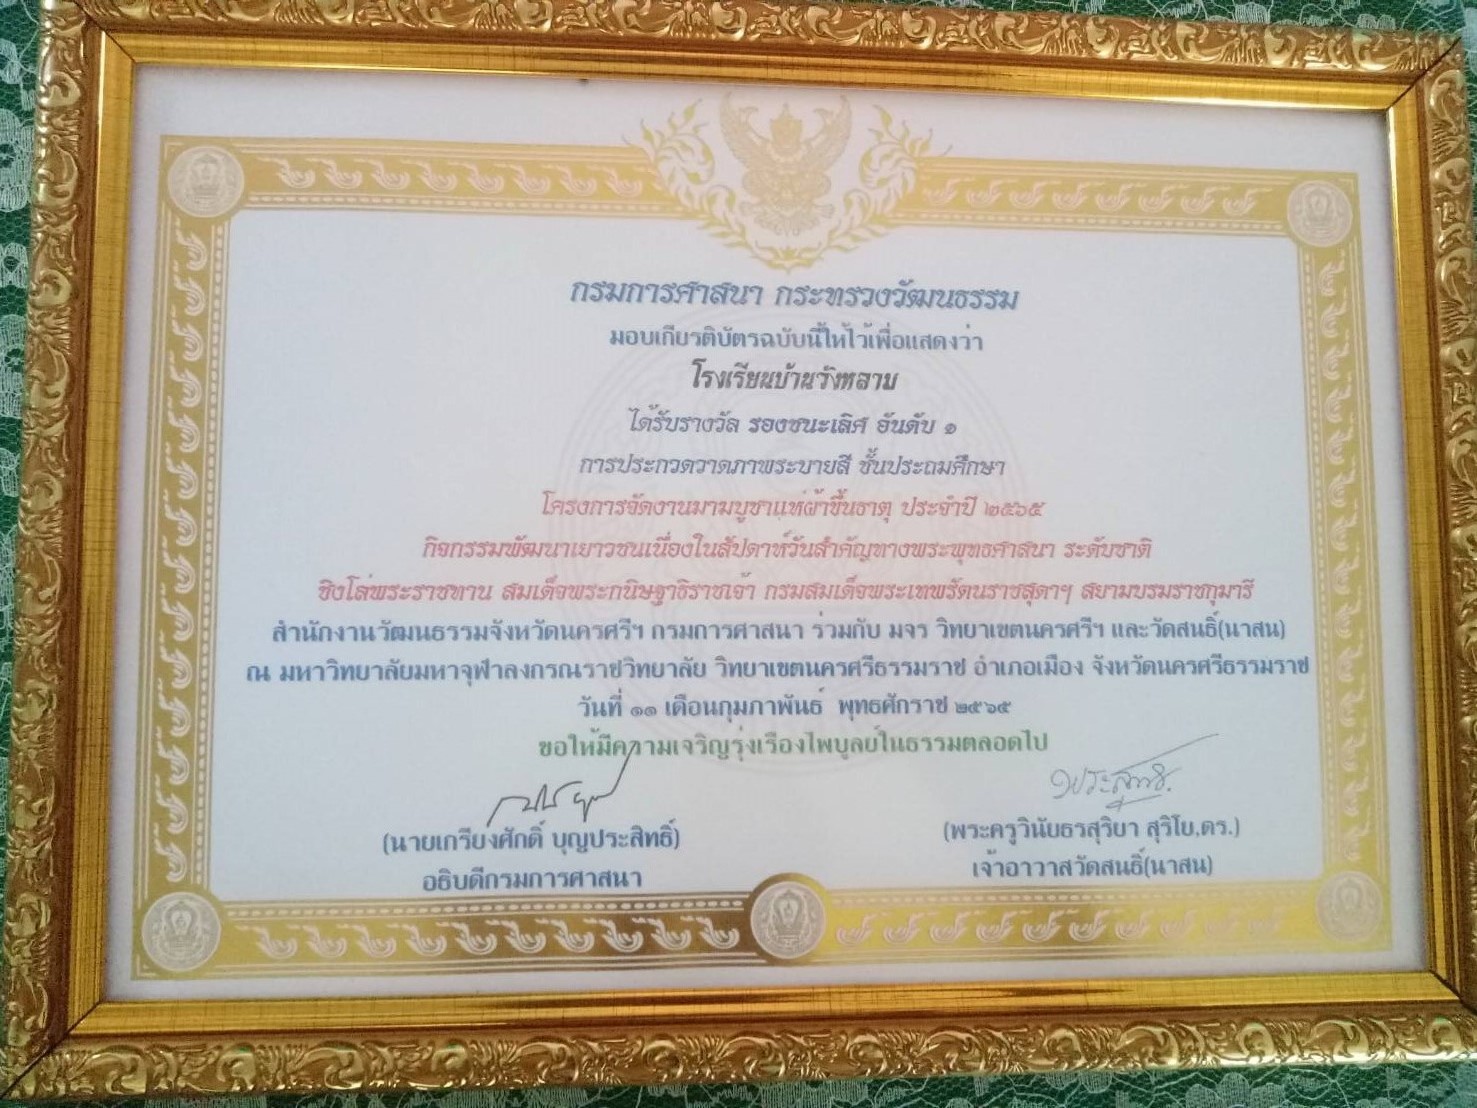 กรมการศาสนา กระทรวงวัฒนธรรม
มอบเกียรติบัตรฉบับนี้ให้ไว้เพื่อแสดงว่า
โรงเรียนบ้านวังหลาม
ได้รับรางวัล รองชนะเลิศ อันดับ ๑
การประกวดวาดภาพระบายสี ชั้นประถมศึกษา
โครงการจัดงานมาฆบูชาแห่ผ้าขึ้นธาตุ ประจำปี ๒๕๖๕
กิจกรรมพัฒนาเยาวชนเนื่องในสัปดาห์วันสำคัญทางพระพุทธศาสนา ระดับชาติ
ชิงโล่พระราชทาน สมเด็จพระกนิษฐาธิราชเจ้า กรมสมเด็จพระเทพรัตนราชสุดาฯ สยามบรมราชกุมารี
สำนักงานวัฒนธรรมจังหวัดนครศรีฯ กรมการศาสนา ร่วมกับ มจร วิทยาเขตนครศรีฯ และวัดสนธิ์(นาสน)
ณ มหาวิทยาลัยมหาจุฬาลงกรณราชวิทยาลัย วิทยาเขตนครศรีธรรมราช อำเภอเมือง จังหวัดนครศรีธรรมราช
วันที่ ๑๑ เดือนกุมภาพันธ์ พุทธศักราช ๒๕๖๕
ขอให้มีความเจริญรุ่งเรืองไพบูลย์ในธรรมตลอดไป
(นายเกรียงศักดิ์ บุญประสิทธิ์)
อธิบดีกรมการศาสนา
(พระครูวินัยธรสุริยา สุริโย,ดร.)
เจ้าอาวาสวัดสนธิ์(นาสน)